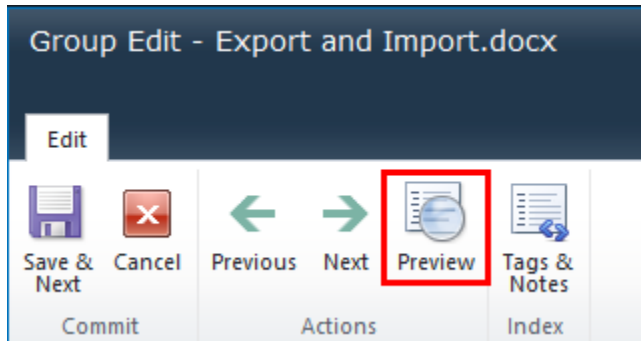 Group Edit - Export and Import.docx
Edit
Save & Next
Cancel
Previous
Next
Preview
Tags & Notes
Commit
Actions
Index